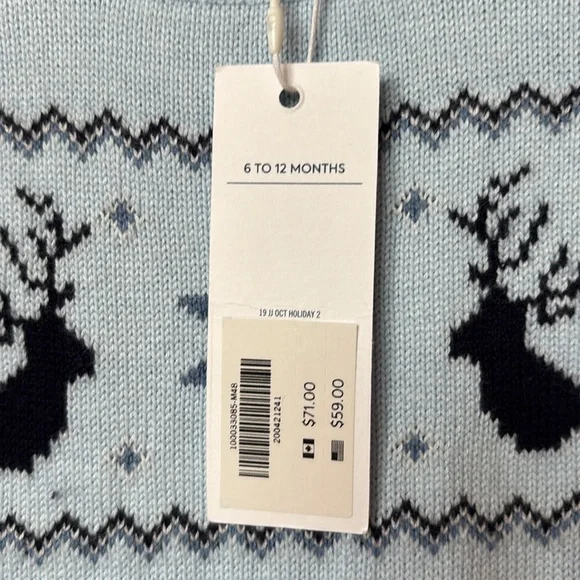 6 TO 12 MONTHS
19 JJ OCT HOLIDAY 2
100033085-M48
200421241
$71.00
$59.00